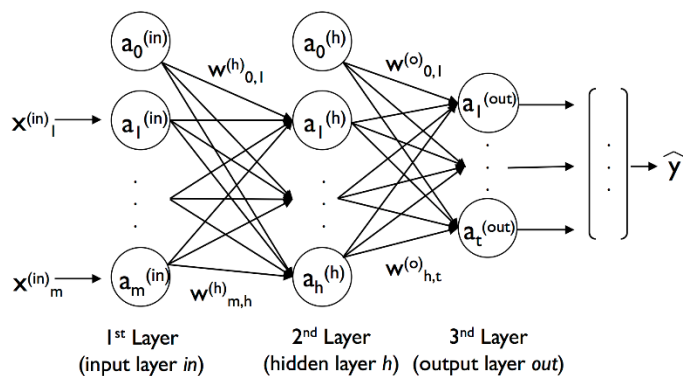 a₀⁽ⁱⁿ⁾ a₀⁽ʰ⁾
w⁽ʰ⁾₀,₁ w⁽ᵒ⁾₀,₁
x⁽ⁱⁿ⁾₁ a₁⁽ⁱⁿ⁾ a₁⁽ʰ⁾ a₁⁽ᵒᵘᵗ⁾
ŷ
x⁽ⁱⁿ⁾ₘ aₘ⁽ⁱⁿ⁾ aₕ⁽ʰ⁾ aₜ⁽ᵒᵘᵗ⁾
w⁽ʰ⁾ₘ,ₕ w⁽ᵒ⁾ₕ,ₜ
1ˢᵗ Layer 2ⁿᵈ Layer 3ʳᵈ Layer
(input layer in) (hidden layer h) (output layer out)